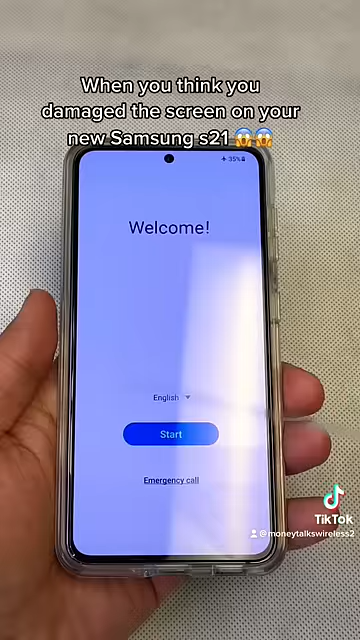 When you think you
damaged the screen on your
new Samsung s21 😱😱
35%
Welcome!
English
Start
Emergency call
TikTok
@moneytalkswireless2